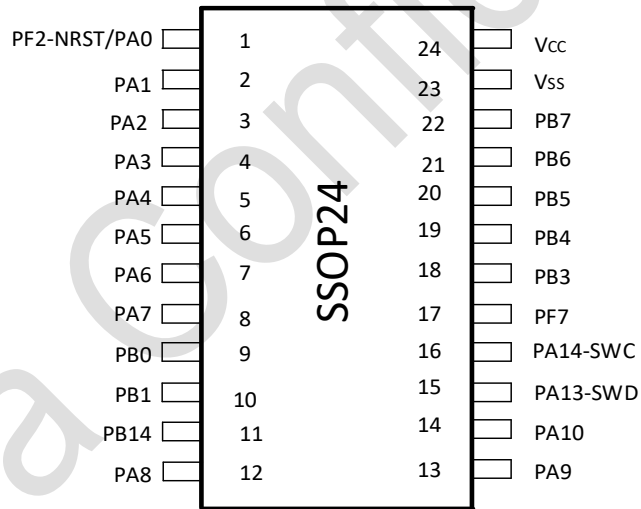 PF2-NRST/PA0 1 24 Vcc
PA1 2 23 Vss
PA2 3 22 PB7
PA3 4 21 PB6
PA4 5 20 PB5
PA5 6 19 PB4
PA6 7 18 PB3
PA7 8 17 PF7
PB0 9 16 PA14-SWC
PB1 10 15 PA13-SWD
PB14 11 14 PA10
PA8 12 13 PA9
SSOP24
a Confi